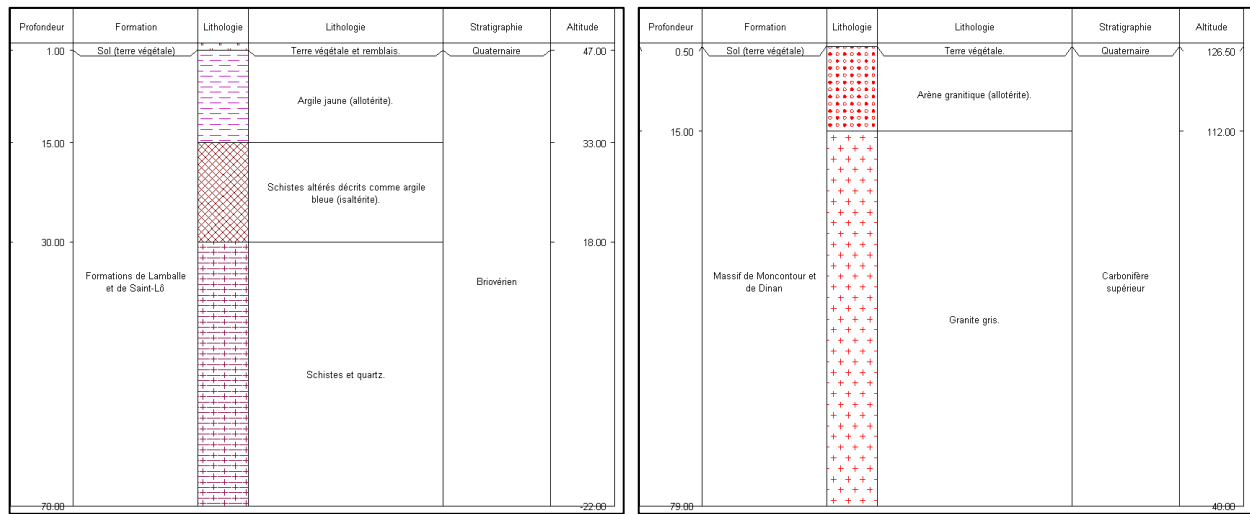 Profondeur Formation Lithologie Lithologie Stratigraphie Altitude
1.00 Sol (terre végétale) Terre végétale et remblais. Quaternaire 47.00
Argile jaune (allotérite).
15.00 33.00
Schistes altérés décrits comme argile
bleue (isaltérite).
30.00 18.00
Formations de Lamballe
et de Saint-Lô
Briovérien
Schistes et quartz.
70.00 -22.00
Profondeur Formation Lithologie Lithologie Stratigraphie Altitude
0.50 Sol (terre végétale) Terre végétale. Quaternaire 126.50
Arène granitique (allotérite).
15.00 112.00
Massif de Moncontour et
de Dinan
Carbonifère
supérieur
Granite gris.
79.00 40.00